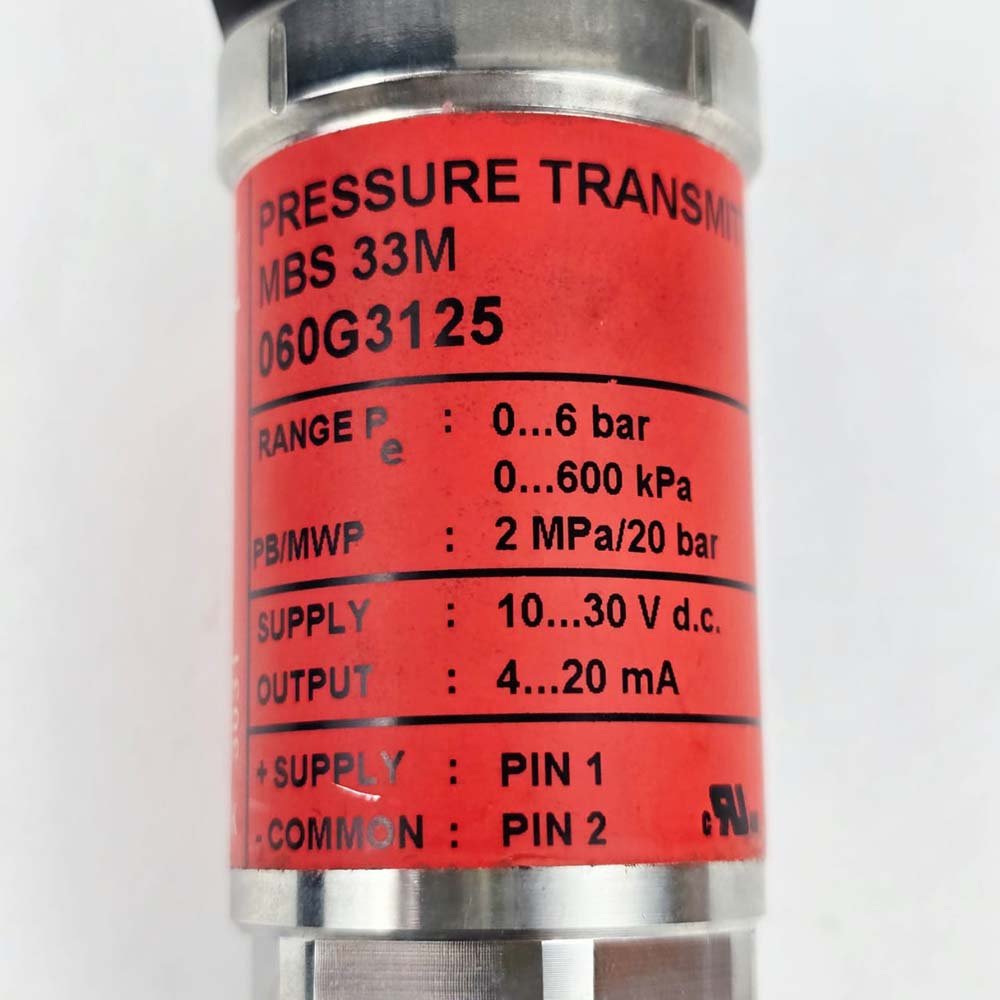 PRESSURE TRANSMIT
MBS 33M
060G3125
RANGE Pe : 0...6 bar
0...600 kPa
PB/MWP : 2 MPa/20 bar
SUPPLY : 10...30 V d.c.
OUTPUT : 4...20 mA
+ SUPPLY : PIN 1
- COMMON : PIN 2